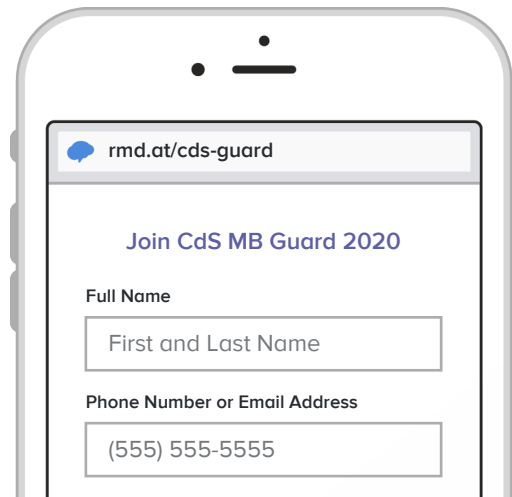 rmd.at/cds-guard
Join CdS MB Guard 2020
Full Name
First and Last Name
Phone Number or Email Address
(555) 555-5555